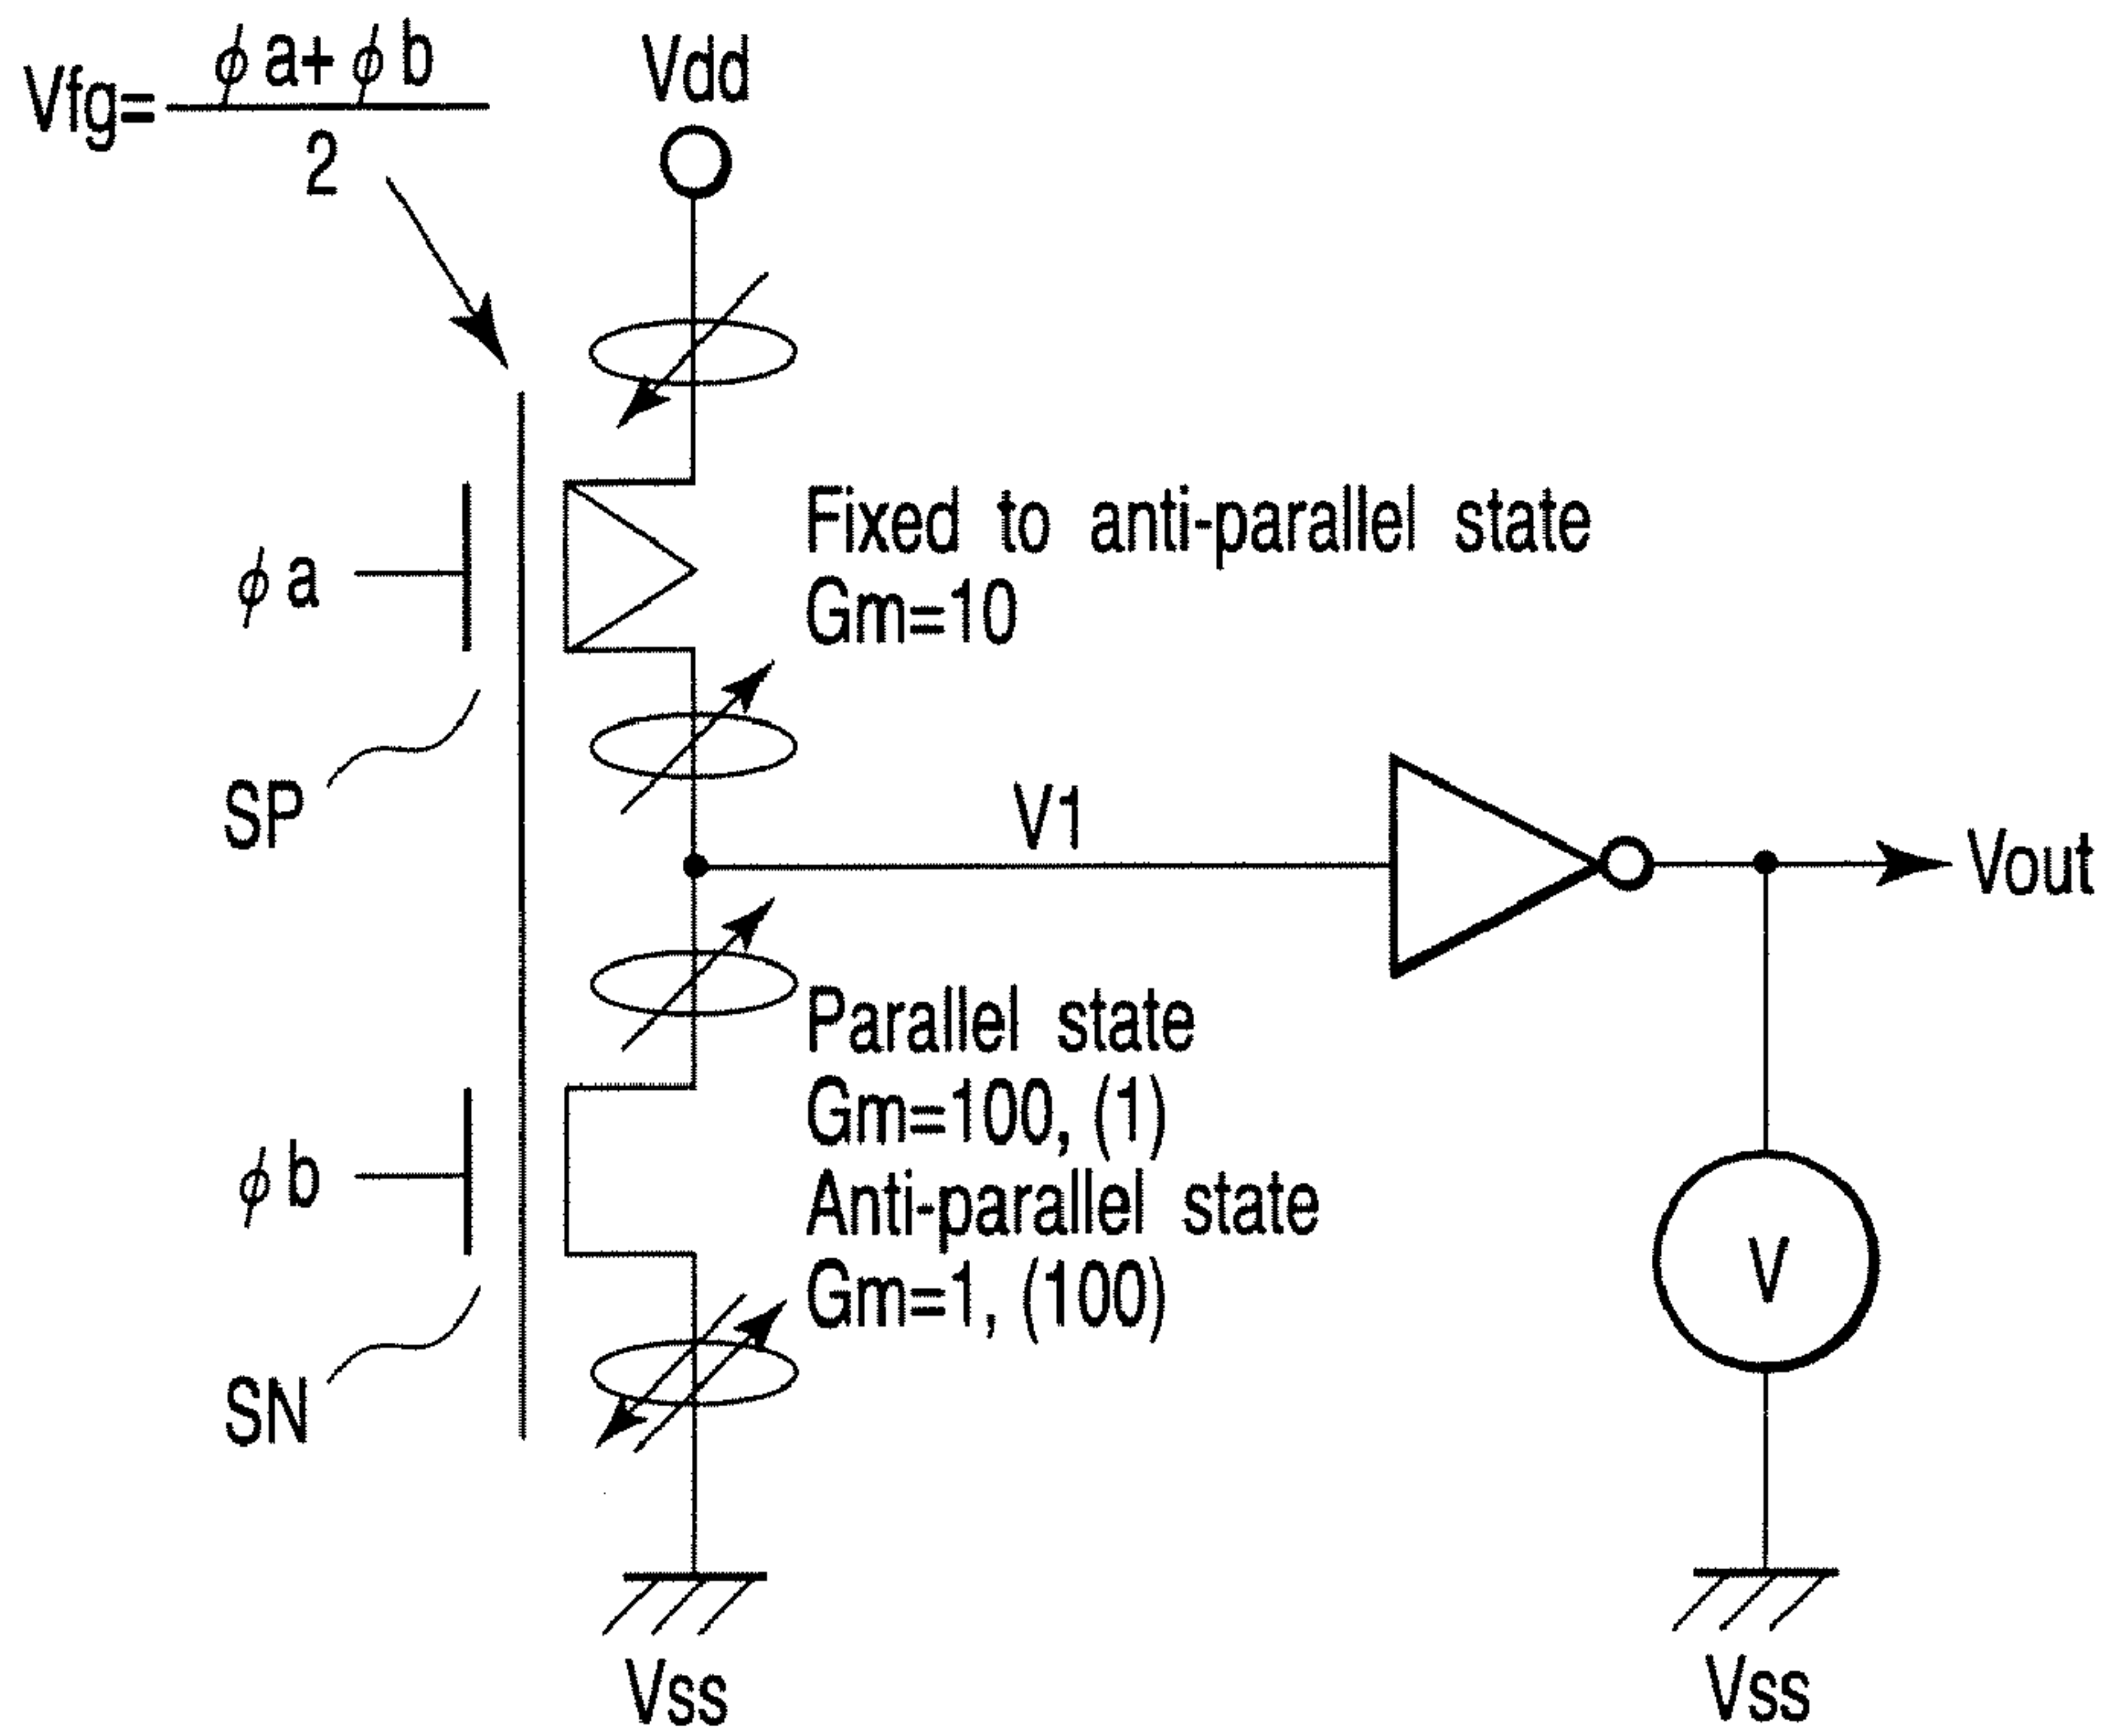 Vfg= ϕa+ϕb
2
Vdd
Fixed to anti-parallel state
Gm=10
ϕa
SP
V1
Vout
Parallel state
Gm=100, (1)
Anti-parallel state
Gm=1, (100)
ϕb
SN
V
Vss
Vss